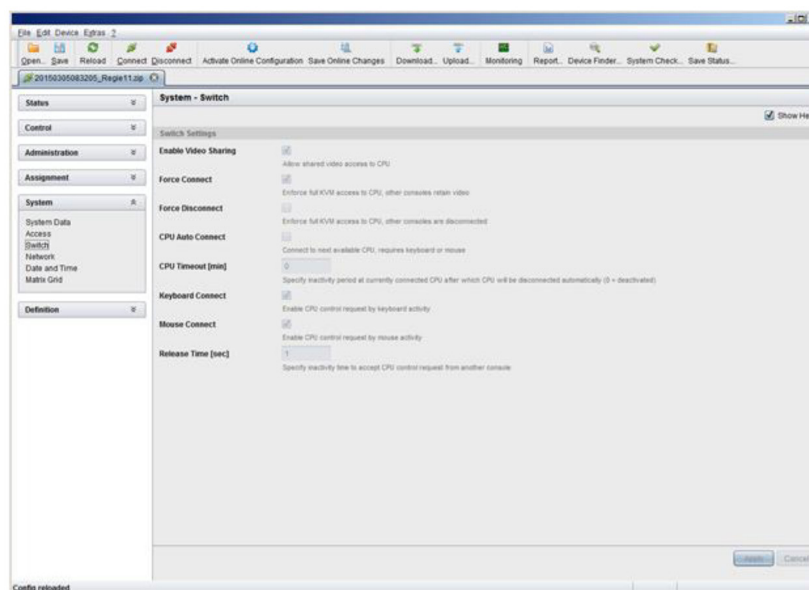 File Edit Device Extras ?
Open... Save Reload Connect Disconnect Activate Online Configuration Save Online Changes Download... Upload... Monitoring Report... Device Finder... System Check... Save Status...
20150305083205_Regie11.zip
Status
Control
Administration
Assignment
System
System Data
Access
Switch
Network
Date and Time
Matrix Grid
Definition
System - Switch
Show He
Switch Settings
Enable Video Sharing
Allow shared video access to CPU
Force Connect
Enforce full KVM access to CPU, other consoles retain video
Force Disconnect
Enforce full KVM access to CPU, other consoles are disconnected
CPU Auto Connect
Connect to next available CPU, requires keyboard or mouse
CPU Timeout [min] 0
Specify inactivity period at currently connected CPU after which CPU will be disconnected automatically (0 = deactivated)
Keyboard Connect
Enable CPU control request by keyboard activity
Mouse Connect
Enable CPU control request by mouse activity
Release Time [sec] 1
Specify inactivity time to accept CPU control request from another console
Apply Cancel
Config reloaded